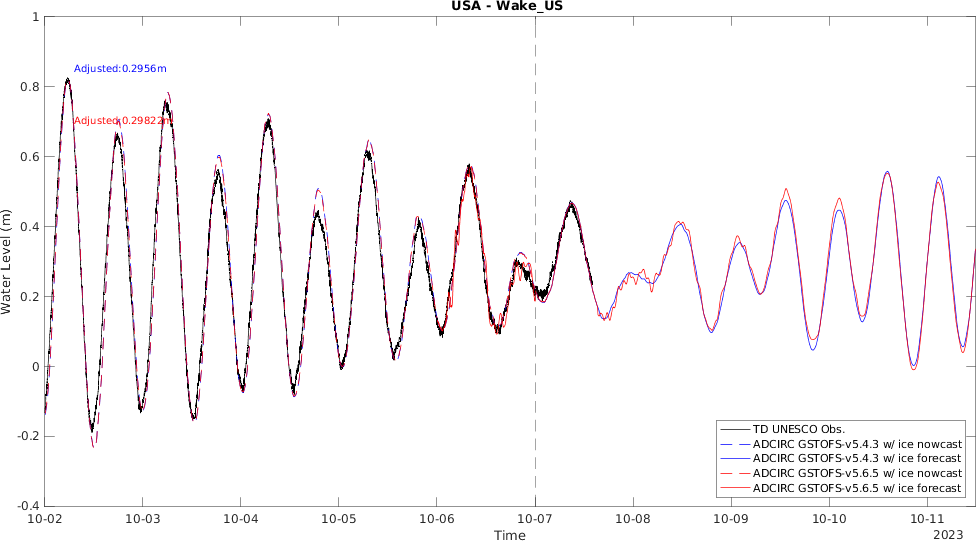 USA - Wake_US
1
0.8
0.6
0.4
0.2
0
-0.2
-0.4
Water Level (m)
Adjusted:0.2956m
Adjusted:0.29822m
TD UNESCO Obs.
ADCIRC GSTOFS-v5.4.3 w/ ice nowcast
ADCIRC GSTOFS-v5.4.3 w/ ice forecast
ADCIRC GSTOFS-v5.6.5 w/ ice nowcast
ADCIRC GSTOFS-v5.6.5 w/ ice forecast
10-02 10-03 10-04 10-05 10-06 10-07 10-08 10-09 10-10 10-11
Time
2023